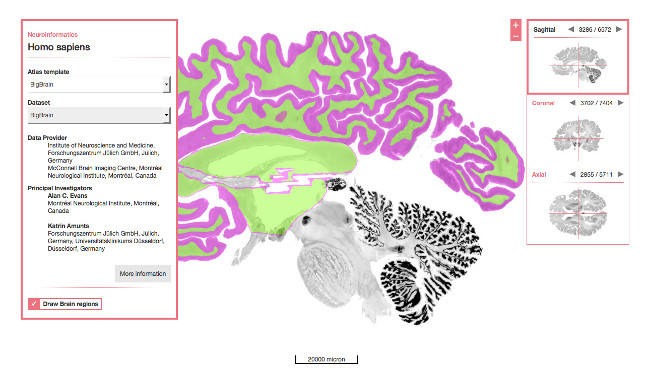 Neuroinformatics
Homo sapiens
Atlas template
BigBrain
Dataset
BigBrain
Data Provider
Institute of Neuroscience and Medicine,
Forschungszentrum Jülich GmbH, Jülich,
Germany
McConnell Brain Imaging Centre, Montréal
Neurological Institute, Montréal, Canada
Principal Investigators
Alan C. Evans
Montréal Neurological Institute, Montréal,
Canada
Katrin Amunts
Forschungszentrum Jülich GmbH, Jülich,
Germany, Universitätsklinikums Düsseldorf,
Düsseldorf, Germany
More information
Draw Brain regions
+
−
Sagittal 3286 / 6572
Coronal 3702 / 7404
Axial 2855 / 5711
20000 micron